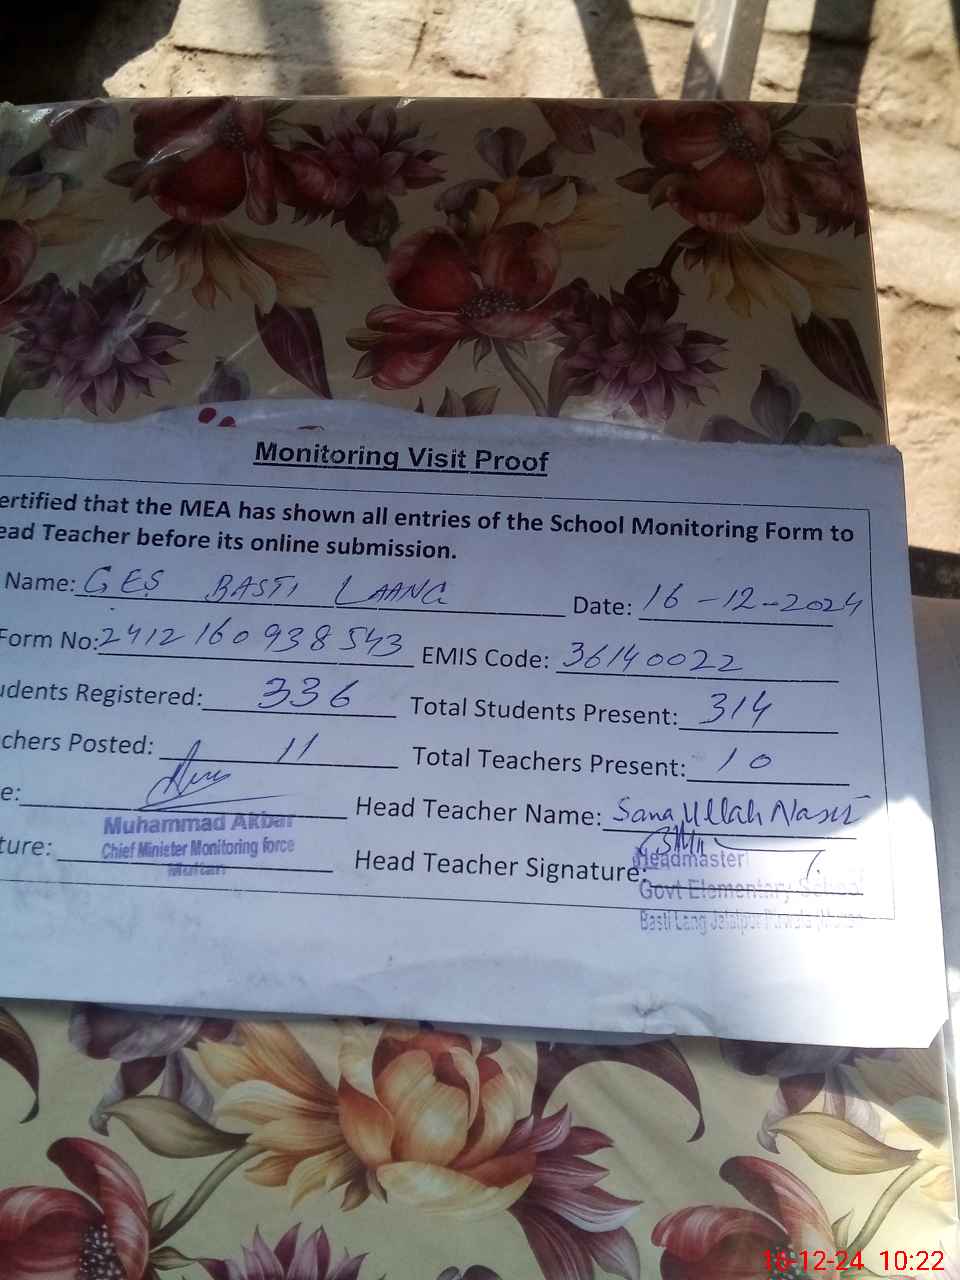 Monitoring Visit Proof
ertified that the MEA has shown all entries of the School Monitoring Form to
ead Teacher before its online submission.
Name: GES BASTI LAANG Date: 16-12-2024
Form No: 2412160938543 EMIS Code: 36140022
udents Registered: 336 Total Students Present: 314
chers Posted: 11 Total Teachers Present: 10
e: Head Teacher Name: Sana Ullah Nasir
Muhammad Akbar
Chief Minister Monitoring force
Multan
ture: Head Teacher Signature:
Headmaster
Govt Elementary School
Basti Lang Jalalpur
16-12-24 10:22